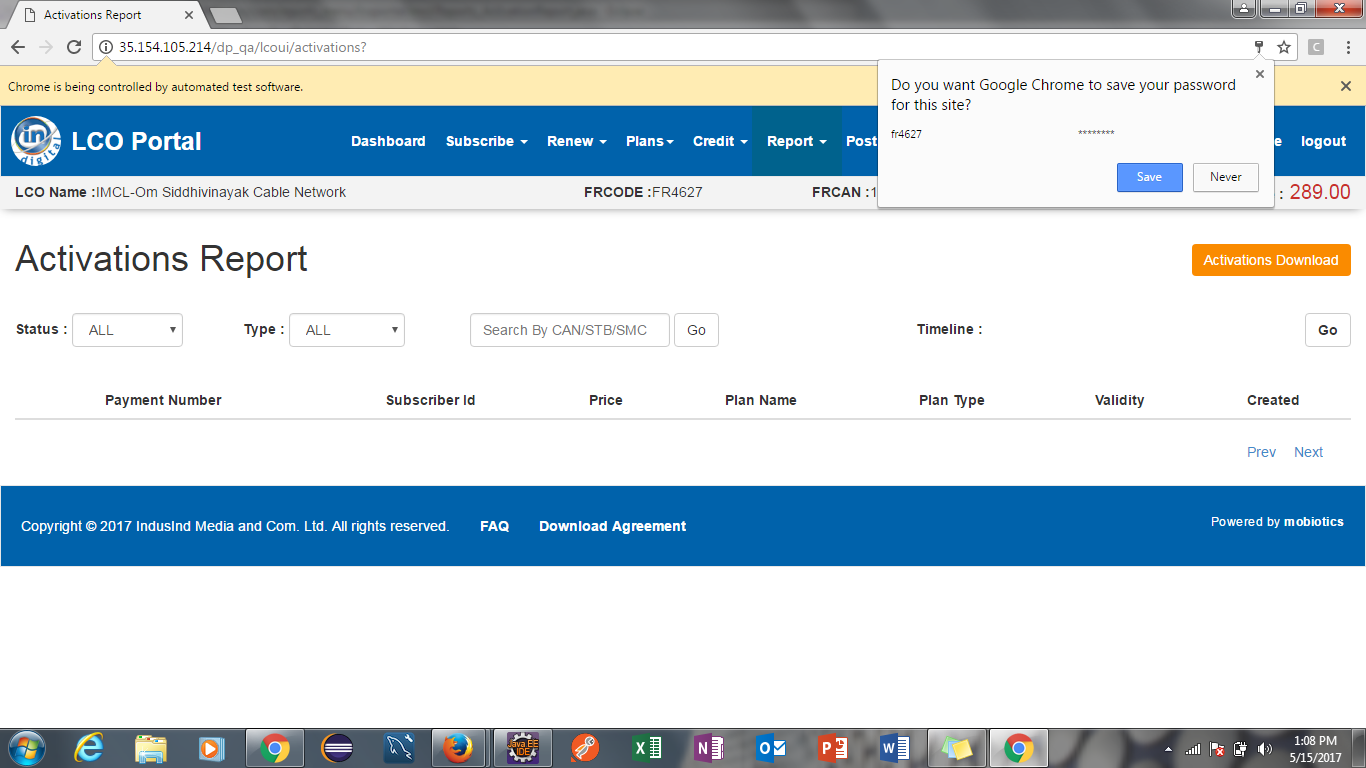 Activations Report
35.154.105.214/dp_qa/lcoui/activations?
Chrome is being controlled by automated test software.
Do you want Google Chrome to save your password
for this site?
fr4627 ********
Save Never
in digital LCO Portal Dashboard Subscribe Renew Plans Credit Report Post e logout
LCO Name :IMCL-Om Siddhivinayak Cable Network FRCODE :FR4627 FRCAN :1 : 289.00
Activations Report Activations Download
Status : ALL Type : ALL Search By CAN/STB/SMC Go Timeline : Go
Payment Number Subscriber Id Price Plan Name Plan Type Validity Created
Prev Next
Copyright © 2017 IndusInd Media and Com. Ltd. All rights reserved. FAQ Download Agreement Powered by mobiotics
Java EE
IDE
1:08 PM
5/15/2017